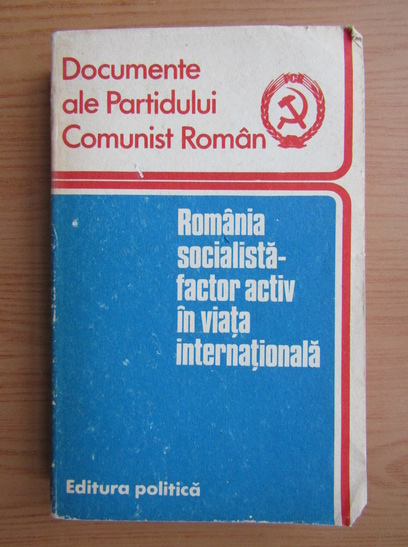 Documente
ale Partidului
Comunist Român
PCR
România
socialistă-
factor activ
în viața
internațională
Editura politică